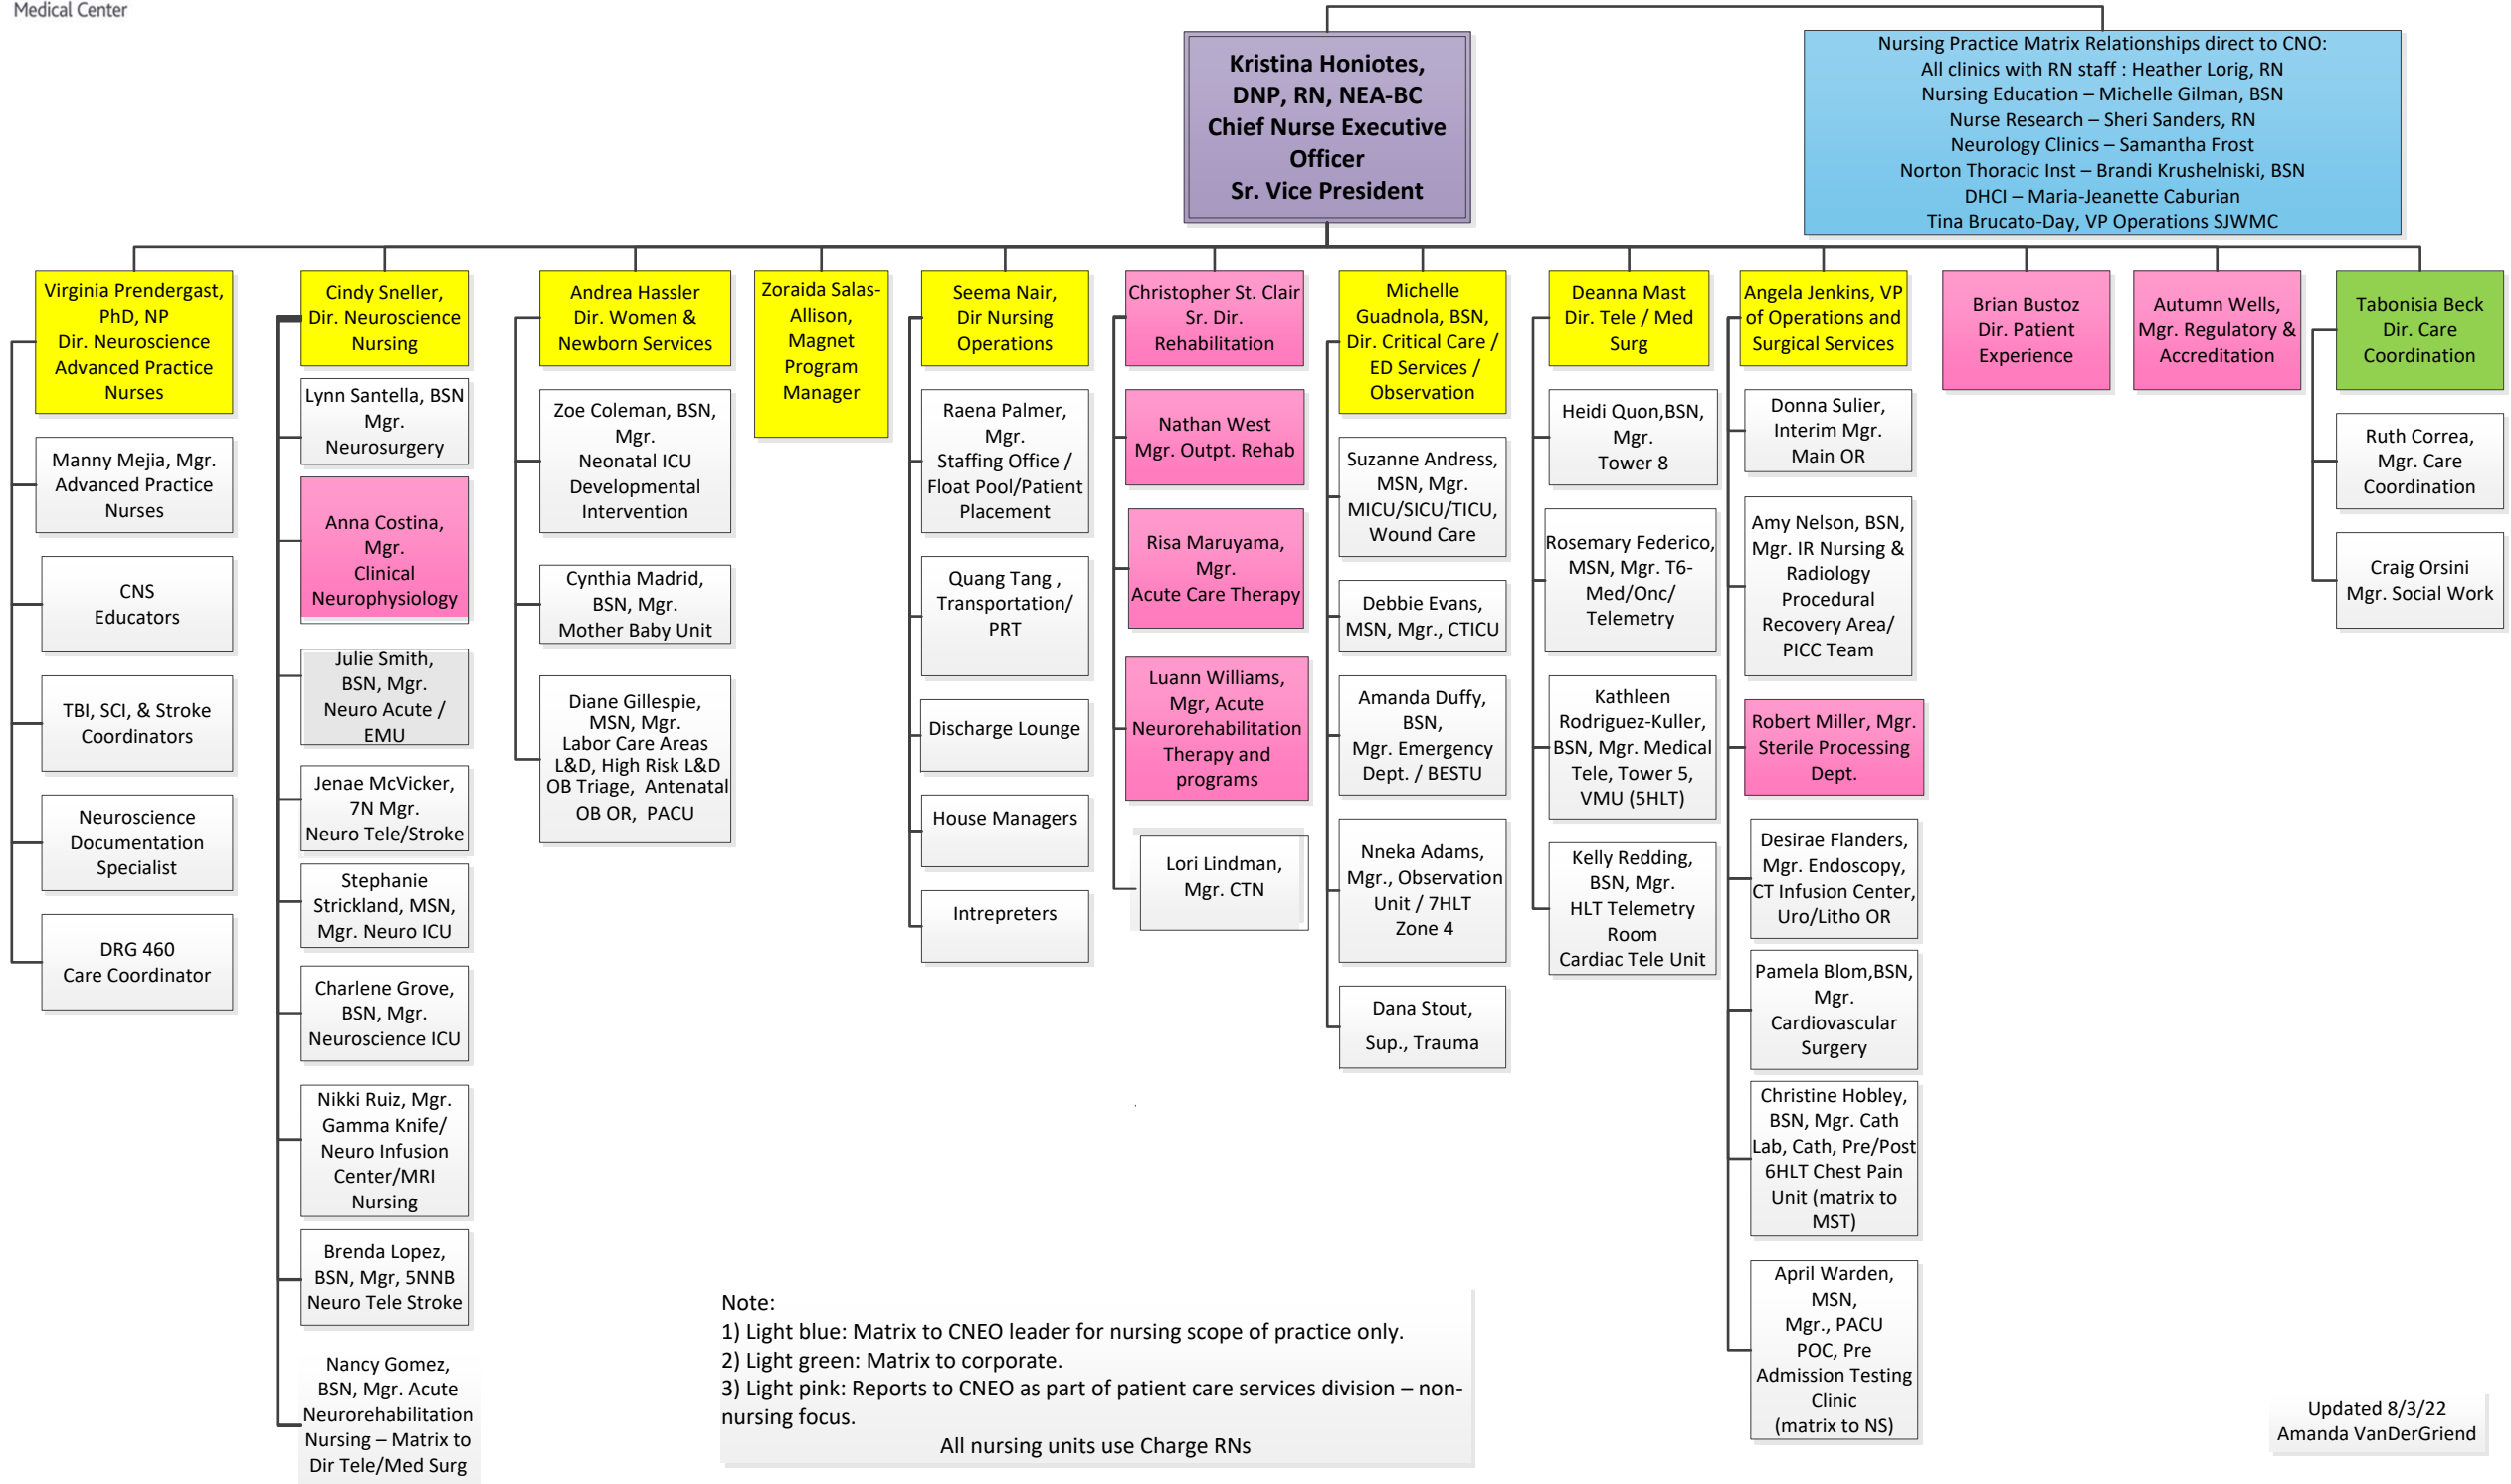 Medical Center
Kristina Honiotes,
DNP, RN, NEA-BC
Chief Nurse Executive
Officer
Sr. Vice President
Nursing Practice Matrix Relationships direct to CNO:
All clinics with RN staff : Heather Lorig, RN
Nursing Education – Michelle Gilman, BSN
Nurse Research – Sheri Sanders, RN
Neurology Clinics – Samantha Frost
Norton Thoracic Inst – Brandi Krushelniski, BSN
DHCI – Maria-Jeanette Caburian
Tina Brucato-Day, VP Operations SJWMC
Virginia Prendergast,
PhD, NP
Dir. Neuroscience
Advanced Practice
Nurses
Manny Mejia, Mgr.
Advanced Practice
Nurses
CNS
Educators
TBI, SCI, & Stroke
Coordinators
Neuroscience
Documentation
Specialist
DRG 460
Care Coordinator
Cindy Sneller,
Dir. Neuroscience
Nursing
Lynn Santella, BSN
Mgr.
Neurosurgery
Anna Costina,
Mgr.
Clinical
Neurophysiology
Julie Smith,
BSN, Mgr.
Neuro Acute /
EMU
Jenae McVicker,
7N Mgr.
Neuro Tele/Stroke
Stephanie
Strickland, MSN,
Mgr. Neuro ICU
Charlene Grove,
BSN, Mgr.
Neuroscience ICU
Nikki Ruiz, Mgr.
Gamma Knife/
Neuro Infusion
Center/MRI
Nursing
Brenda Lopez,
BSN, Mgr, 5NNB
Neuro Tele Stroke
Nancy Gomez,
BSN, Mgr. Acute
Neurorehabilitation
Nursing – Matrix to
Dir Tele/Med Surg
Andrea Hassler
Dir. Women &
Newborn Services
Zoe Coleman, BSN,
Mgr.
Neonatal ICU
Developmental
Intervention
Cynthia Madrid,
BSN, Mgr.
Mother Baby Unit
Diane Gillespie,
MSN, Mgr.
Labor Care Areas
L&D, High Risk L&D
OB Triage, Antenatal
OB OR, PACU
Zoraida Salas-
Allison,
Magnet
Program
Manager
Seema Nair,
Dir Nursing
Operations
Raena Palmer,
Mgr.
Staffing Office /
Float Pool/Patient
Placement
Quang Tang ,
Transportation/
PRT
Discharge Lounge
House Managers
Intrepreters
Christopher St. Clair
Sr. Dir.
Rehabilitation
Nathan West
Mgr. Outpt. Rehab
Risa Maruyama,
Mgr.
Acute Care Therapy
Luann Williams,
Mgr, Acute
Neurorehabilitation
Therapy and
programs
Lori Lindman,
Mgr. CTN
Michelle
Guadnola, BSN,
Dir. Critical Care /
ED Services /
Observation
Suzanne Andress,
MSN, Mgr.
MICU/SICU/TICU,
Wound Care
Debbie Evans,
MSN, Mgr., CTICU
Amanda Duffy,
BSN,
Mgr. Emergency
Dept. / BESTU
Nneka Adams,
Mgr., Observation
Unit / 7HLT
Zone 4
Dana Stout,
Sup., Trauma
Deanna Mast
Dir. Tele / Med
Surg
Heidi Quon,BSN,
Mgr.
Tower 8
Rosemary Federico,
MSN, Mgr. T6-
Med/Onc/
Telemetry
Kathleen
Rodriguez-Kuller,
BSN, Mgr. Medical
Tele, Tower 5,
VMU (5HLT)
Kelly Redding,
BSN, Mgr.
HLT Telemetry
Room
Cardiac Tele Unit
Angela Jenkins, VP
of Operations and
Surgical Services
Donna Sulier,
Interim Mgr.
Main OR
Amy Nelson, BSN,
Mgr. IR Nursing &
Radiology
Procedural
Recovery Area/
PICC Team
Robert Miller, Mgr.
Sterile Processing
Dept.
Desirae Flanders,
Mgr. Endoscopy,
CT Infusion Center,
Uro/Litho OR
Pamela Blom,BSN,
Mgr.
Cardiovascular
Surgery
Christine Hobley,
BSN, Mgr. Cath
Lab, Cath, Pre/Post
6HLT Chest Pain
Unit (matrix to
MST)
April Warden,
MSN,
Mgr., PACU
POC, Pre
Admission Testing
Clinic
(matrix to NS)
Brian Bustoz
Dir. Patient
Experience
Autumn Wells,
Mgr. Regulatory &
Accreditation
Tabonisia Beck
Dir. Care
Coordination
Ruth Correa,
Mgr. Care
Coordination
Craig Orsini
Mgr. Social Work
Note:
1) Light blue: Matrix to CNEO leader for nursing scope of practice only.
2) Light green: Matrix to corporate.
3) Light pink: Reports to CNEO as part of patient care services division – non-
nursing focus.
All nursing units use Charge RNs
Updated 8/3/22
Amanda VanDerGriend